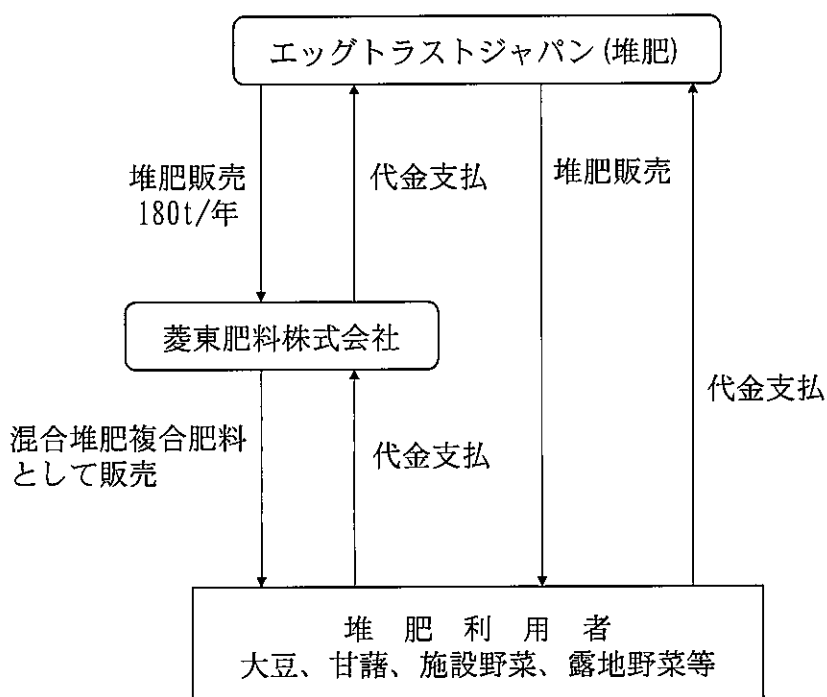 エッグトラストジャパン(堆肥)
堆肥販売
180t/年
代金支払
堆肥販売
菱東肥料株式会社
代金支払
混合堆肥複合肥料
として販売
代金支払
堆肥利用者
大豆、甘藷、施設野菜、露地野菜等